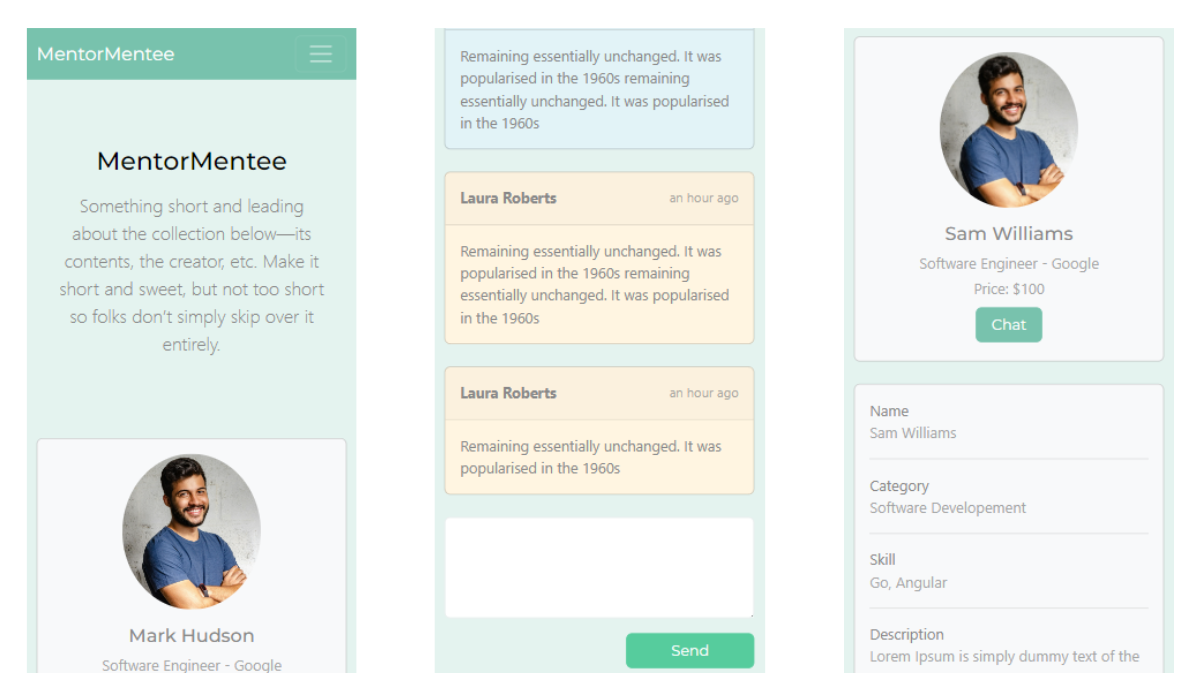 MentorMentee
MentorMentee
Something short and leading
about the collection below—its
contents, the creator, etc. Make it
short and sweet, but not too short
so folks don't simply skip over it
entirely.
Mark Hudson
Software Engineer - Google
Remaining essentially unchanged. It was
popularised in the 1960s remaining
essentially unchanged. It was popularised
in the 1960s
Laura Roberts an hour ago
Remaining essentially unchanged. It was
popularised in the 1960s remaining
essentially unchanged. It was popularised
in the 1960s
Laura Roberts an hour ago
Remaining essentially unchanged. It was
popularised in the 1960s
Send
Sam Williams
Software Engineer - Google
Price: $100
Chat
Name
Sam Williams
Category
Software Developement
Skill
Go, Angular
Description
Lorem Ipsum is simply dummy text of the